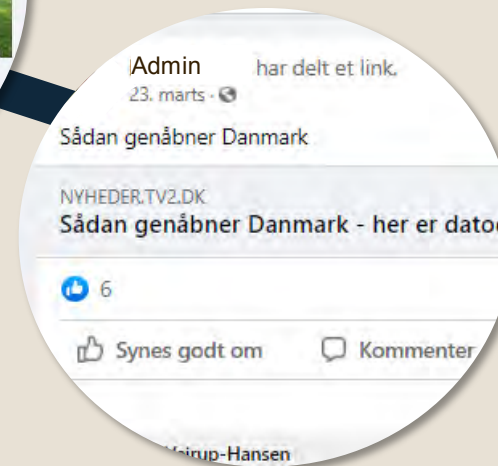 Admin har delt et link.
23. marts ·
Sådan genåbner Danmark
NYHEDER.TV2.DK
Sådan genåbner Danmark - her er dato
6
Synes godt om Kommenter